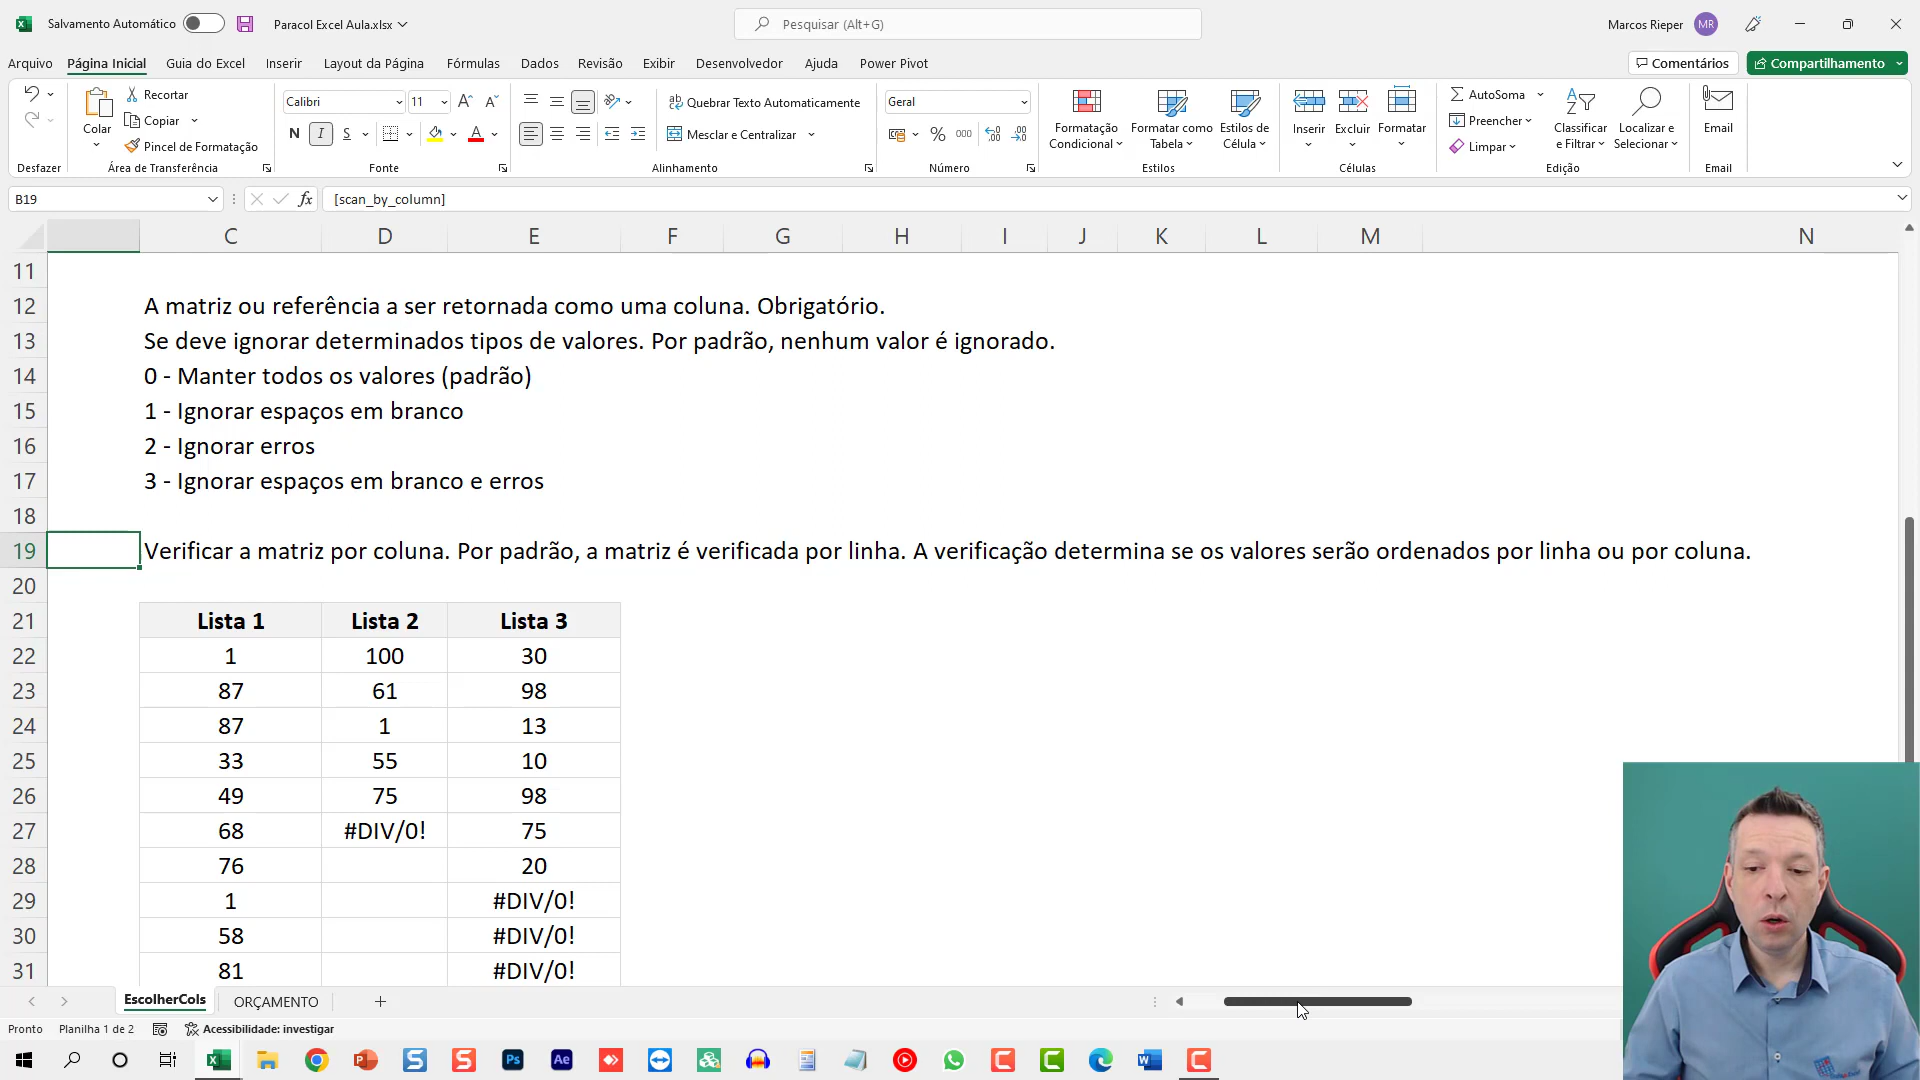 Salvamento Automático
Paracol Excel Aula.xlsx
Pesquisar (Alt+G)
Marcos Rieper
MR
Arquivo
Página Inicial
Guia do Excel
Inserir
Layout da Página
Fórmulas
Dados
Revisão
Exibir
Desenvolvedor
Ajuda
Power Pivot
Comentários
Compartilhamento
Desfazer
Colar
Recortar
Copiar
Pincel de Formatação
Área de Transferência
Calibri
11
N I S
Fonte
Quebrar Texto Automaticamente
Mesclar e Centralizar
Alinhamento
Geral
% 000
Número
Formatação Condicional
Formatar como Tabela
Estilos de Célula
Estilos
Inserir
Excluir
Formatar
Células
AutoSoma
Preencher
Limpar
Classificar e Filtrar
Localizar e Selecionar
Edição
Email
Email
B19
fx
[scan_by_column]
C D E F G H I J K L M N
11
12 A matriz ou referência a ser retornada como uma coluna. Obrigatório.
13 Se deve ignorar determinados tipos de valores. Por padrão, nenhum valor é ignorado.
14 0 - Manter todos os valores (padrão)
15 1 - Ignorar espaços em branco
16 2 - Ignorar erros
17 3 - Ignorar espaços em branco e erros
18
19 Verificar a matriz por coluna. Por padrão, a matriz é verificada por linha. A verificação determina se os valores serão ordenados por linha ou por coluna.
20
21 Lista 1 Lista 2 Lista 3
22 1 100 30
23 87 61 98
24 87 1 13
25 33 55 10
26 49 75 98
27 68 #DIV/0! 75
28 76 20
29 1 #DIV/0!
30 58 #DIV/0!
31 81 #DIV/0!
EscolherCols
ORÇAMENTO
Pronto
Planilha 1 de 2
Acessibilidade: investigar